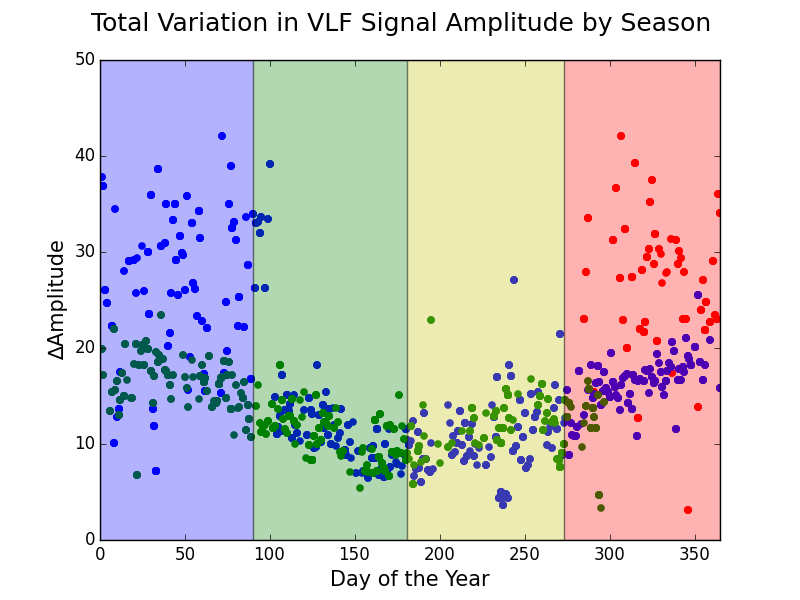 Total Variation in VLF Signal Amplitude by Season
50
40
30
20
10
0
ΔAmplitude
0 50 100 150 200 250 300 350
Day of the Year